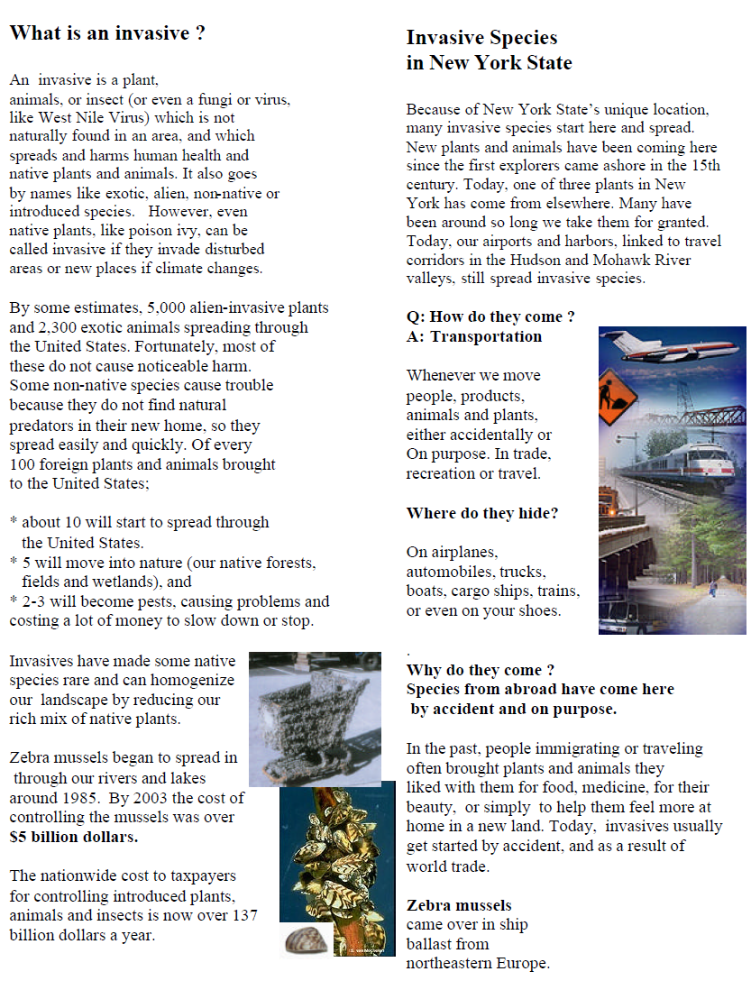 What is an invasive ?
An  invasive is a plant,
animals, or insect (or even a fungi or virus,
like West Nile Virus) which is not
naturally found in an area, and which
spreads and harms human health and
native plants and animals. It also goes
by names like exotic, alien, non-native or
introduced species.   However, even
native plants, like poison ivy, can be
called invasive if they invade disturbed
areas or new places if climate changes.
By some estimates, 5,000 alien-invasive plants
and 2,300 exotic animals spreading through
the United States. Fortunately, most of
these do not cause noticeable harm.
Some non-native species cause trouble
because they do not find natural
predators in their new home, so they
spread easily and quickly. Of every
100 foreign plants and animals brought
to the United States;
* about 10 will start to spread through
the United States.
* 5 will move into nature (our native forests,
fields and wetlands), and
* 2-3 will become pests, causing problems and
costing a lot of money to slow down or stop.
Invasives have made some native
species rare and can homogenize
our  landscape by reducing our
rich mix of native plants.
Zebra mussels began to spread in
through our rivers and lakes
around 1985.  By 2003 the cost of
controlling the mussels was over
$5 billion dollars.
The nationwide cost to taxpayers
for controlling introduced plants,
animals and insects is now over 137
billion dollars a year.
Invasive Species
in New York State
Because of New York State’s unique location,
many invasive species start here and spread.
New plants and animals have been coming here
since the first explorers came ashore in the 15th
century. Today, one of three plants in New
York has come from elsewhere. Many have
been around so long we take them for granted.
Today, our airports and harbors, linked to travel
corridors in the Hudson and Mohawk River
valleys, still spread invasive species.
Q: How do they come ?
A: Transportation
Whenever we move
people, products,
animals and plants,
either accidentally or
On purpose. In trade,
recreation or travel.
Where do they hide?
On airplanes,
automobiles, trucks,
boats, cargo ships, trains,
or even on your shoes.
.
Why do they come ?
Species from abroad have come here
by accident and on purpose.
In the past, people immigrating or traveling
often brought plants and animals they
liked with them for food, medicine, for their
beauty,  or simply  to help them feel more at
home in a new land. Today,  invasives usually
get started by accident, and as a result of
world trade.
Zebra mussels
came over in ship
ballast from
northeastern Europe.